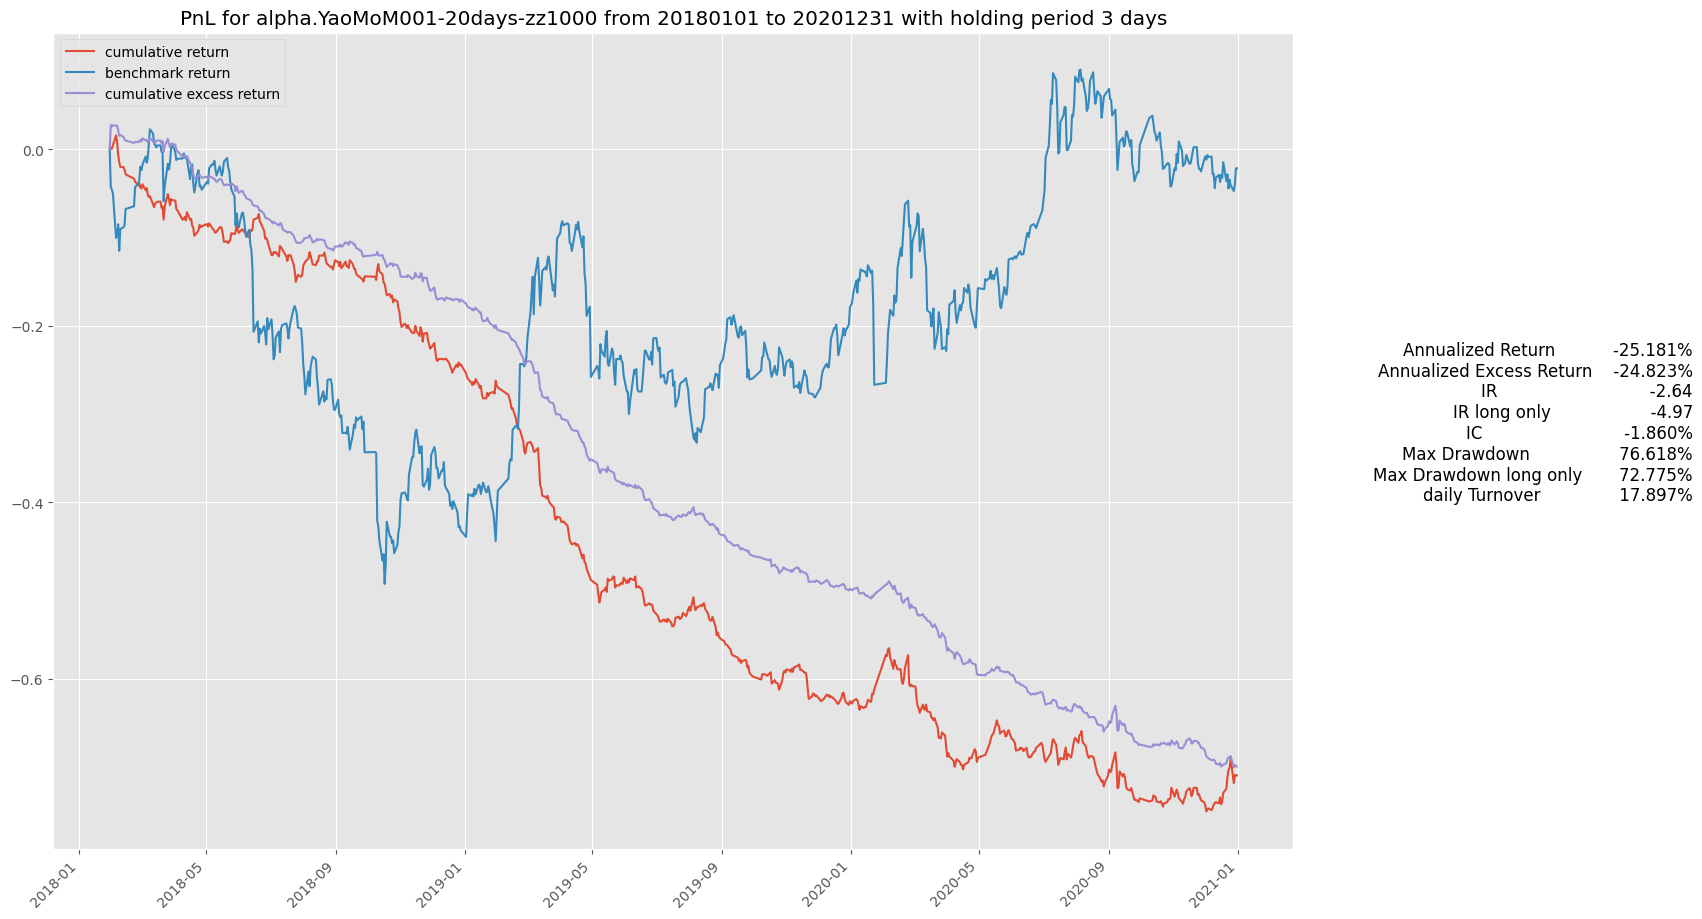 PnL for alpha.YaoMoM001-20days-zz1000 from 20180101 to 20201231 with holding period 3 days
cumulative return
benchmark return
cumulative excess return
0.0
−0.2
−0.4
−0.6
2018-01
2018-05
2018-09
2019-01
2019-05
2019-09
2020-01
2020-05
2020-09
2021-01
Annualized Return -25.181%
Annualized Excess Return -24.823%
IR -2.64
IR long only -4.97
IC -1.860%
Max Drawdown 76.618%
Max Drawdown long only 72.775%
daily Turnover 17.897%